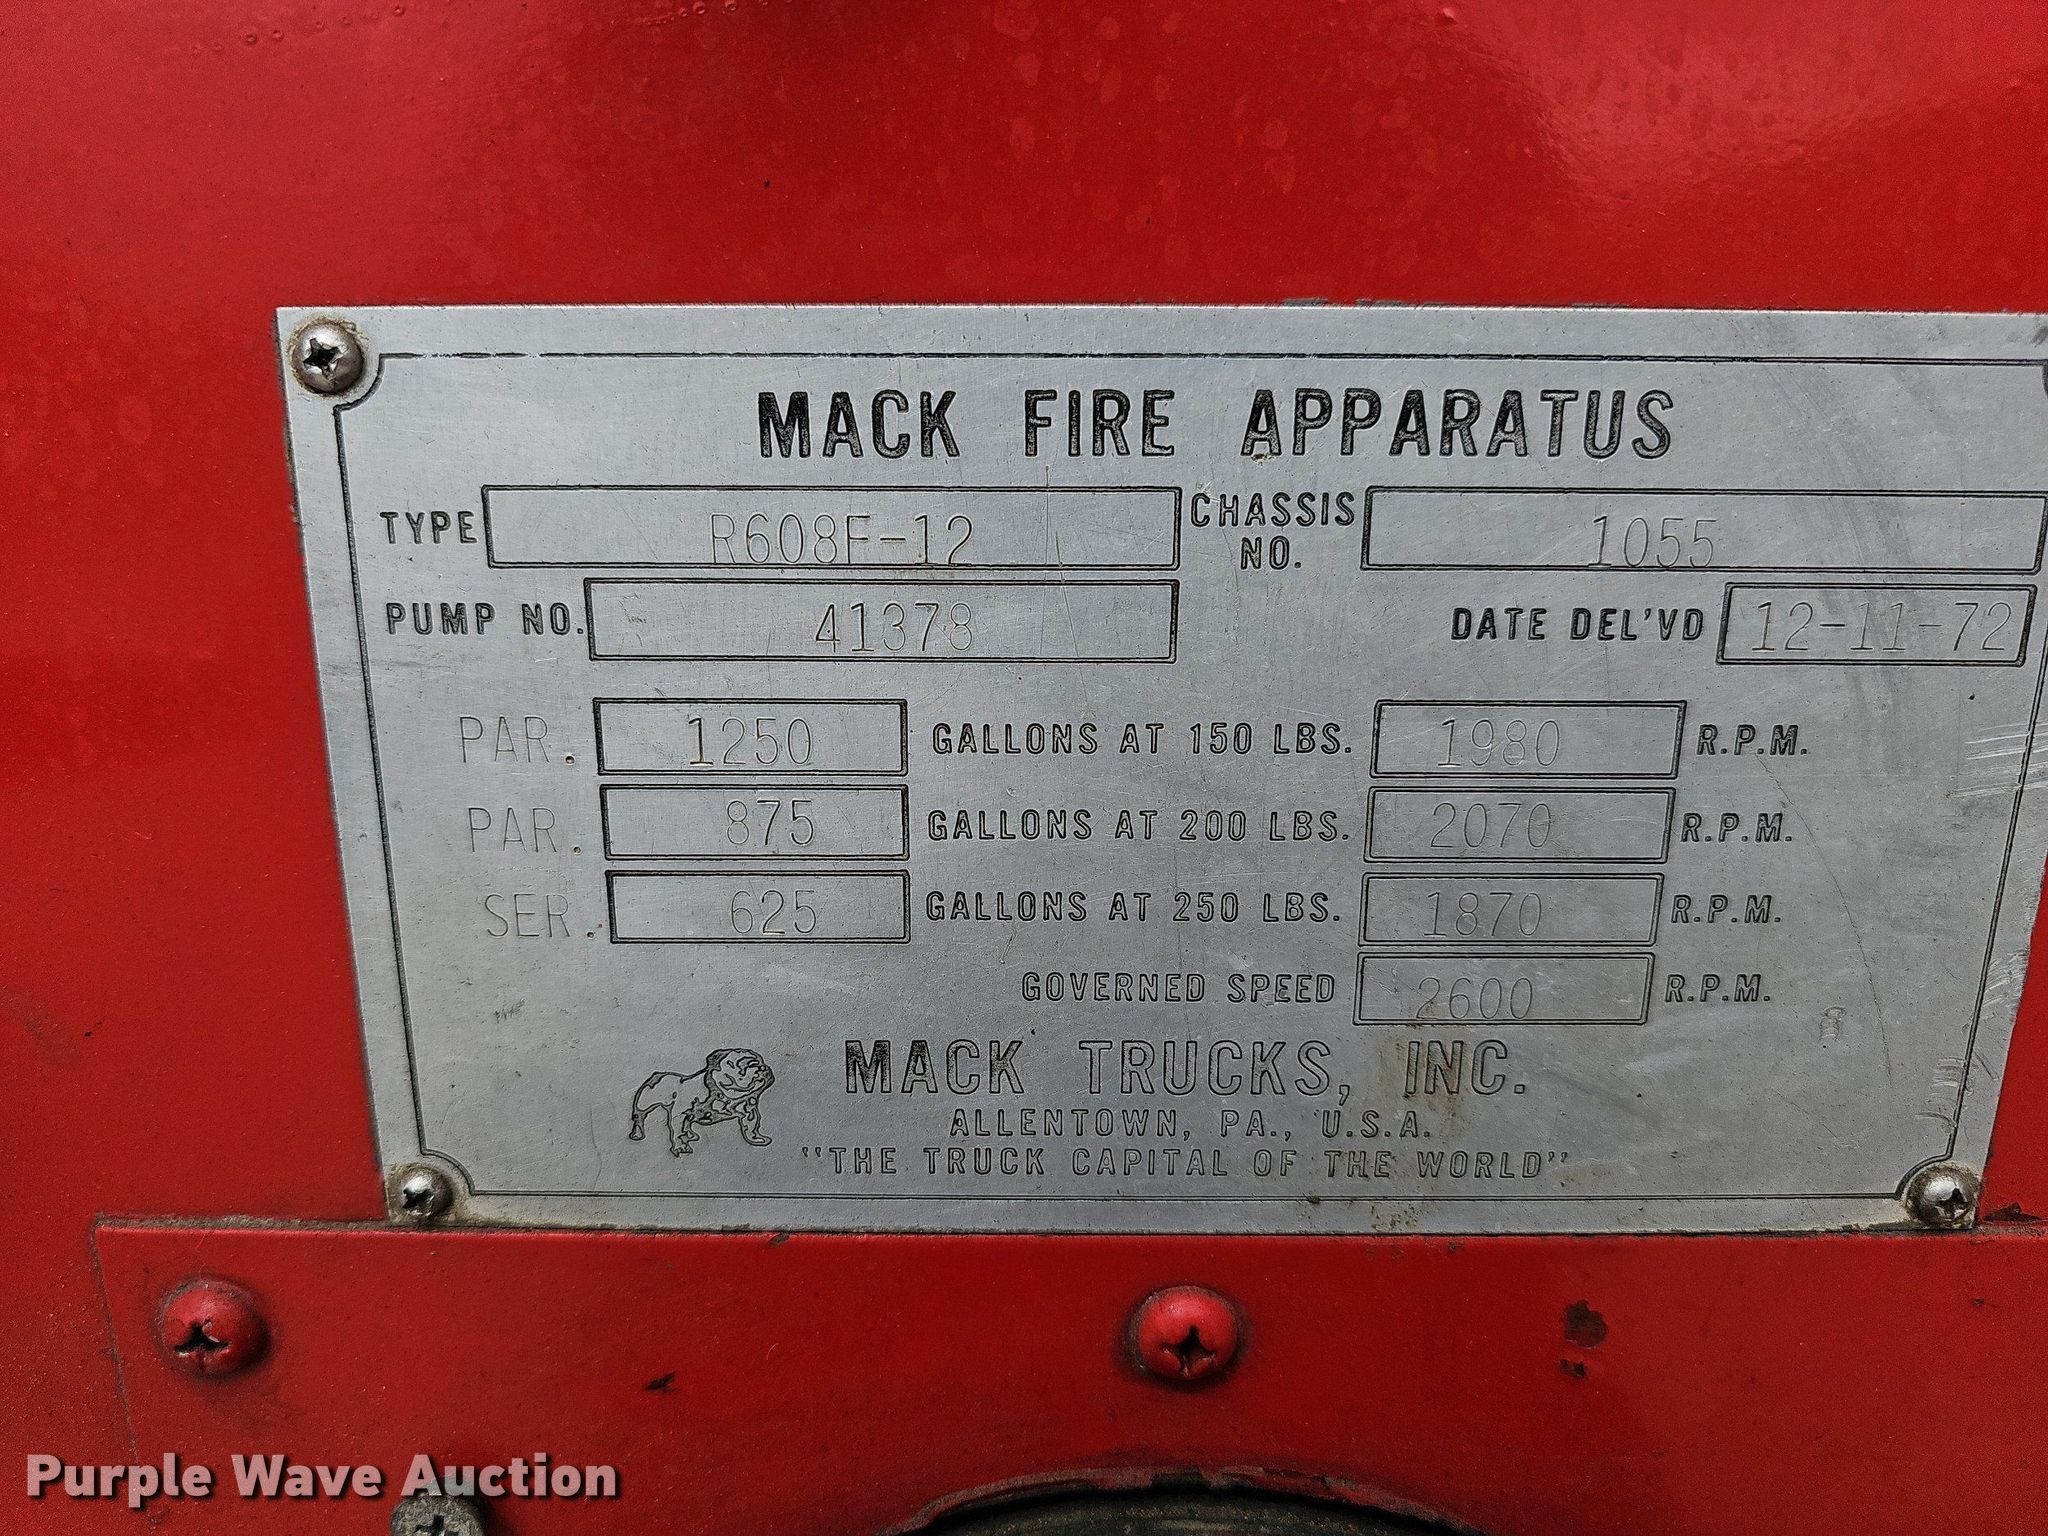 MACK FIRE APPARATUS
TYPE R608F-12 CHASSIS NO. 1055
PUMP NO. 41378 DATE DEL'VD 12-11-72
PAR. 1250 GALLONS AT 150 LBS. 1980 R.P.M.
PAR. 875 GALLONS AT 200 LBS. 2070 R.P.M.
SER. 625 GALLONS AT 250 LBS. 1870 R.P.M.
GOVERNED SPEED 2600 R.P.M.
MACK TRUCKS, INC.
ALLENTOWN, PA., U.S.A.
"THE TRUCK CAPITAL OF THE WORLD"
Purple Wave Auction